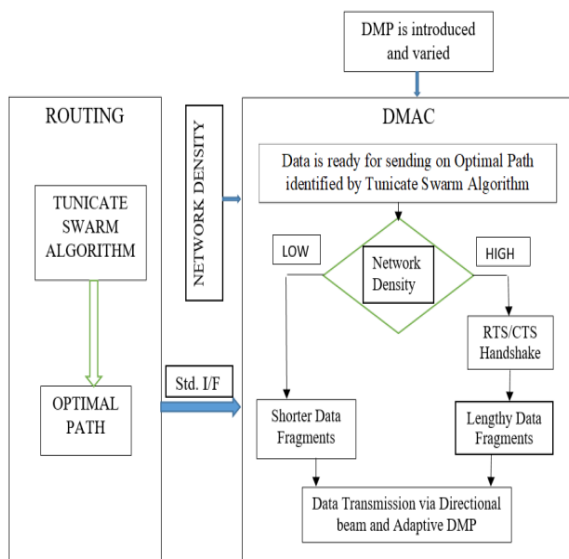 DMP is introduced
and varied
ROUTING
TUNICATE
SWARM
ALGORITHM
OPTIMAL
PATH
NETWORK DENSITY
Std. I/F
DMAC
Data is ready for sending on Optimal Path
identified by Tunicate Swarm Algorithm
LOW
Network
Density
HIGH
RTS/CTS
Handshake
Shorter Data
Fragments
Lengthy Data
Fragments
Data Transmission via Directional
beam and Adaptive DMP